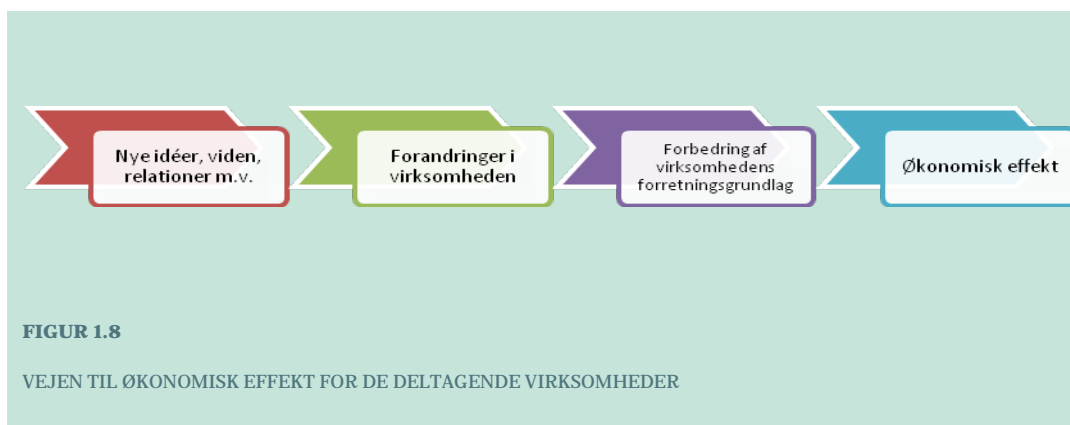 Nye idéer, viden,
relationer m.v.
Forandringer i
virksomheden
Forbedring af
virksomhedens
forretningsgrundlag
Økonomisk effekt
FIGUR 1.8
VEJEN TIL ØKONOMISK EFFEKT FOR DE DELTAGENDE VIRKSOMHEDER